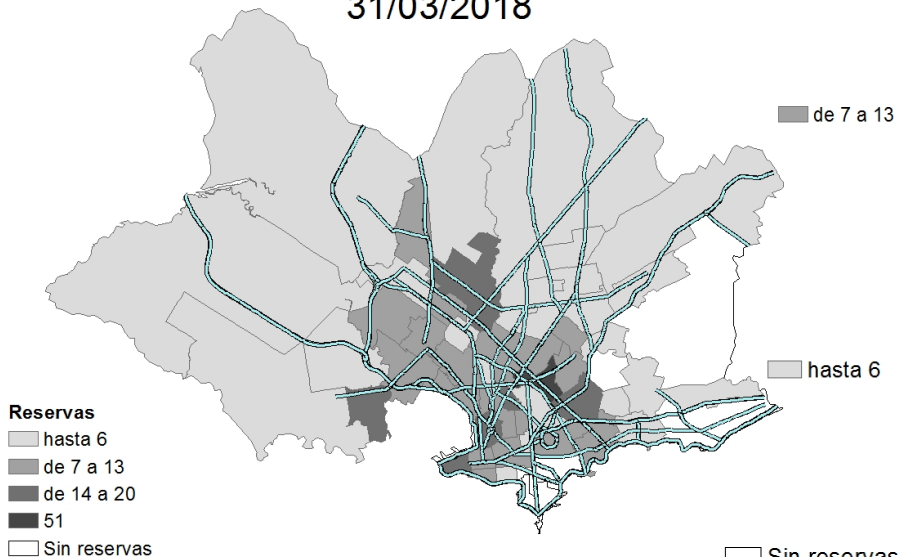 31/03/2018
de 7 a 13
hasta 6
Reservas
hasta 6
de 7 a 13
de 14 a 20
51
Sin reservas
Sin reservas